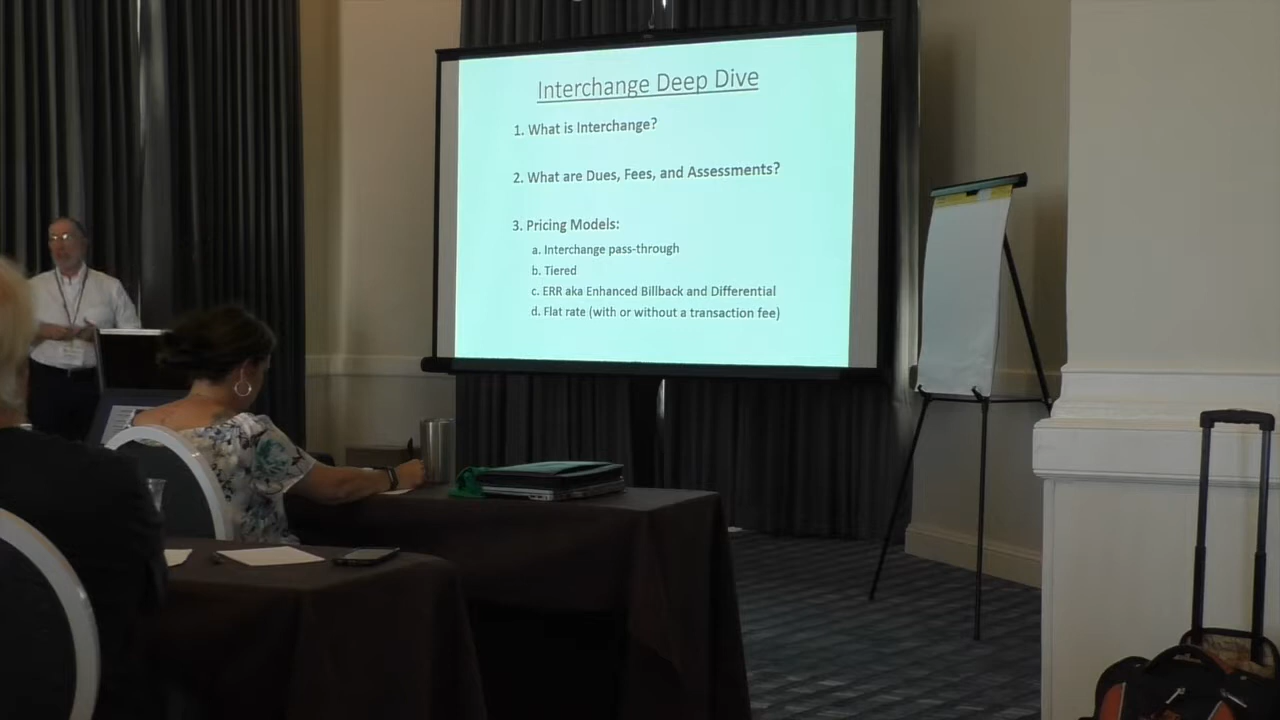 Interchange Deep Dive
1. What is Interchange?
2. What are Dues, Fees, and Assessments?
3. Pricing Models:
a. Interchange pass-through
b. Tiered
c. ERR aka Enhanced Billback and Differential
d. Flat rate (with or without a transaction fee)